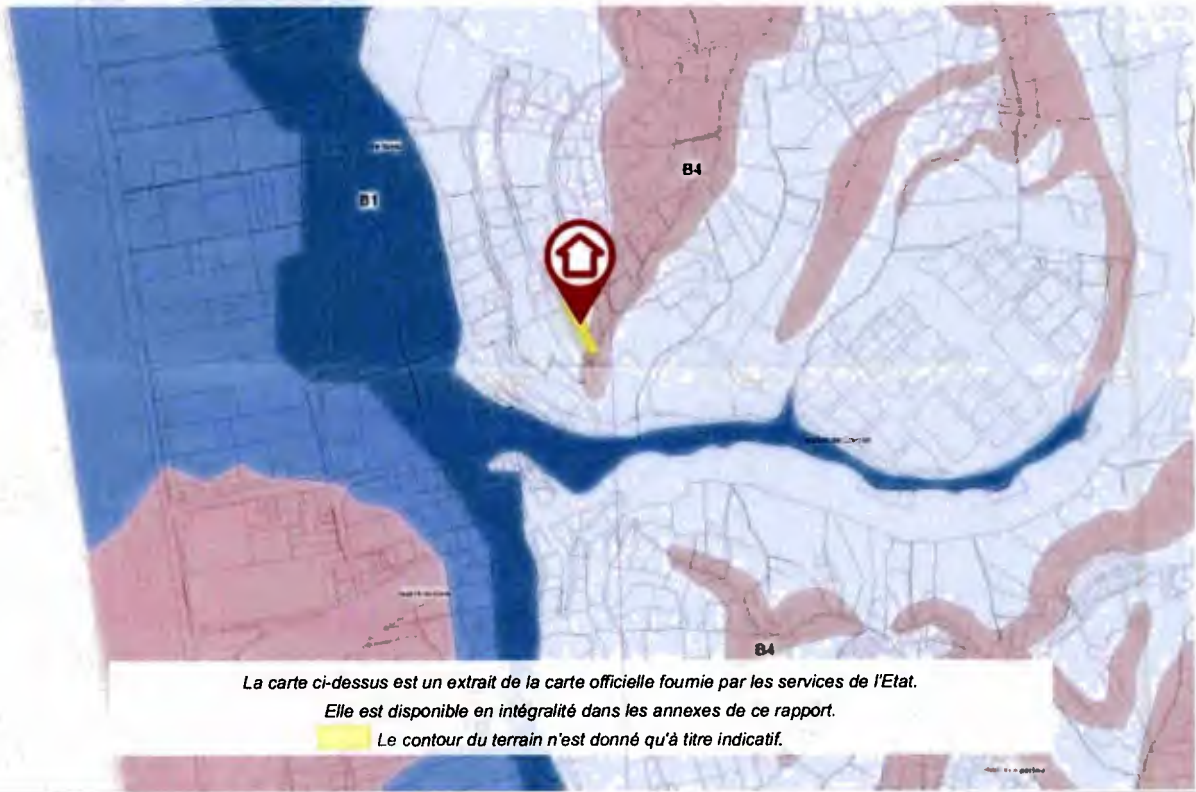 B4
B1
B4
La carte ci-dessus est un extrait de la carte officielle fournie par les services de l'Etat.
Elle est disponible en intégralité dans les annexes de ce rapport.
Le contour du terrain n'est donné qu'à titre indicatif.